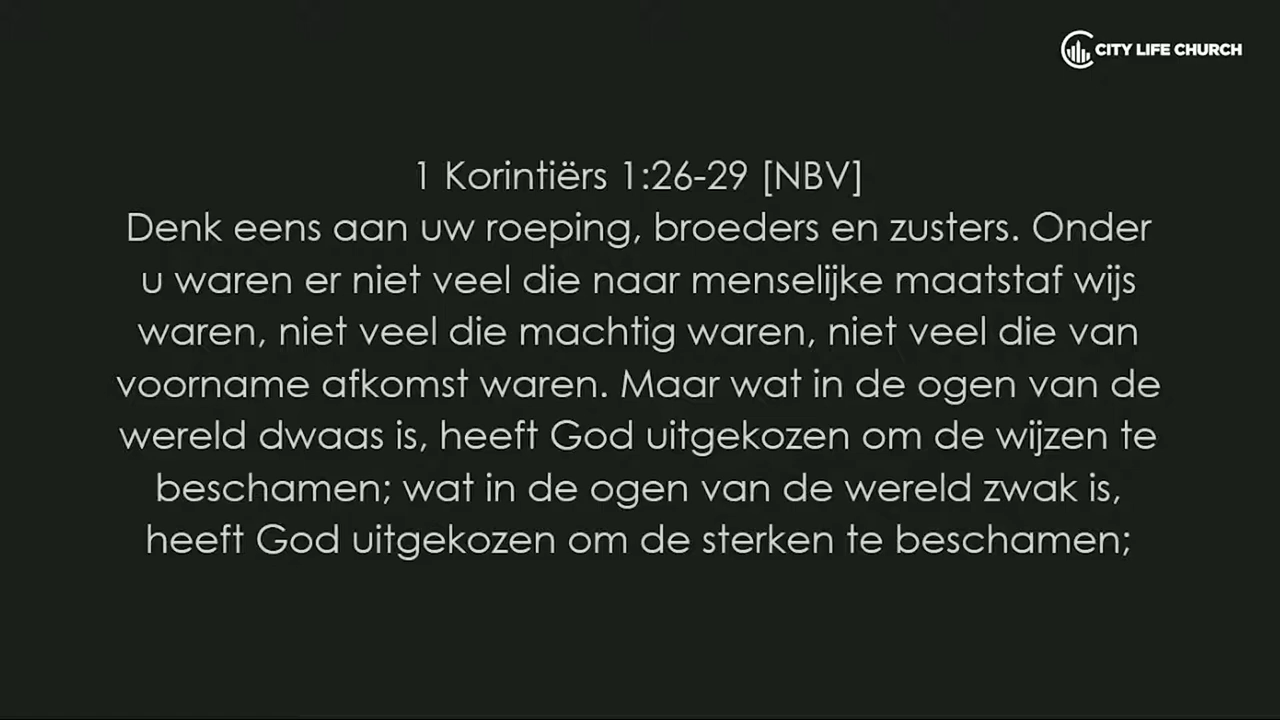 CITY LIFE CHURCH
1 Korintiërs 1:26-29 [NBV]
Denk eens aan uw roeping, broeders en zusters. Onder
u waren er niet veel die naar menselijke maatstaf wijs
waren, niet veel die machtig waren, niet veel die van
voorname afkomst waren. Maar wat in de ogen van de
wereld dwaas is, heeft God uitgekozen om de wijzen te
beschamen; wat in de ogen van de wereld zwak is,
heeft God uitgekozen om de sterken te beschamen;